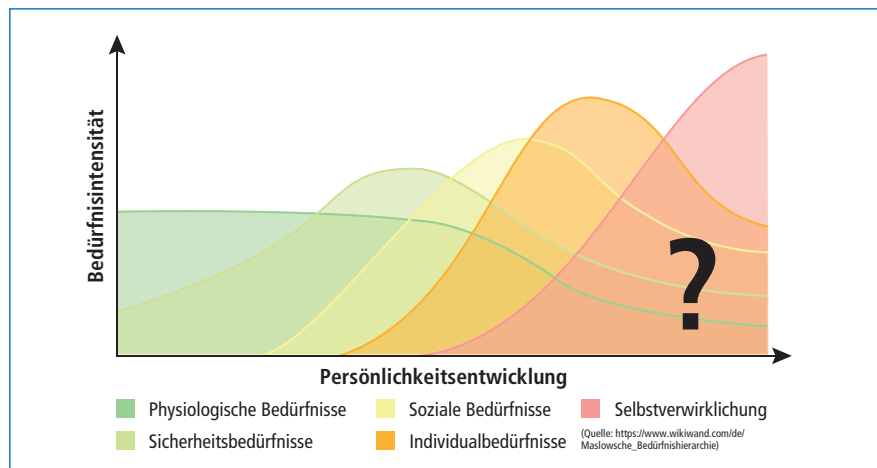 Bedürfnisintensität
?
Persönlichkeitsentwicklung
Physiologische Bedürfnisse
Soziale Bedürfnisse
Selbstverwirklichung
Sicherheitsbedürfnisse
Individualbedürfnisse
(Quelle: https://www.wikiwand.com/de/
Maslowsche_Bedürfnishierarchie)